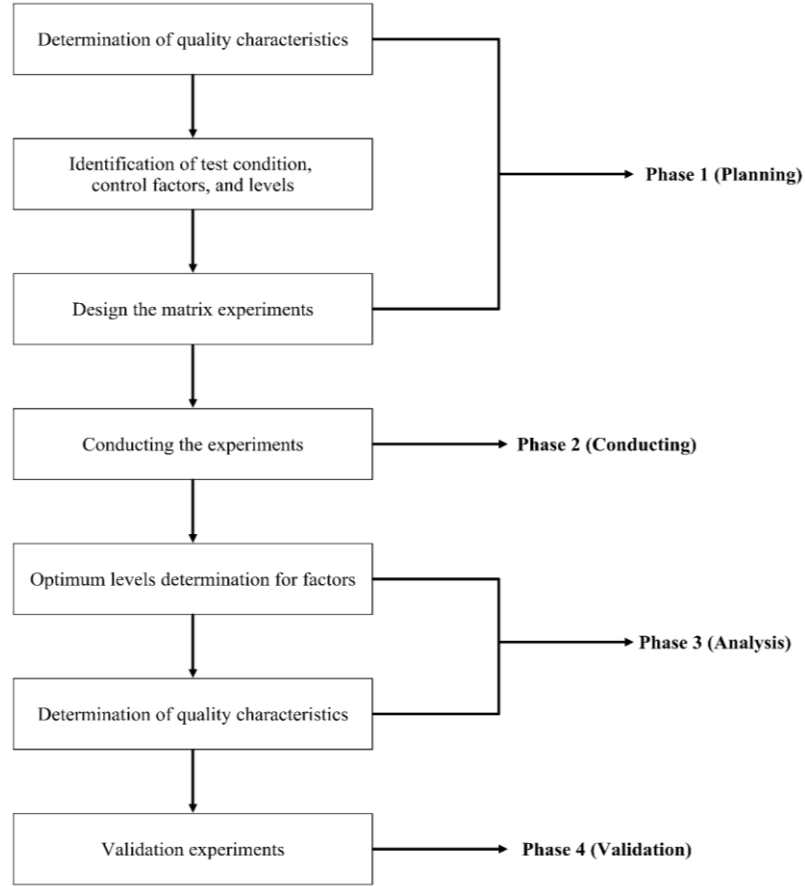 Determination of quality characteristics
Identification of test condition,
control factors, and levels
Phase 1 (Planning)
Design the matrix experiments
Conducting the experiments
Phase 2 (Conducting)
Optimum levels determination for factors
Phase 3 (Analysis)
Determination of quality characteristics
Validation experiments
Phase 4 (Validation)